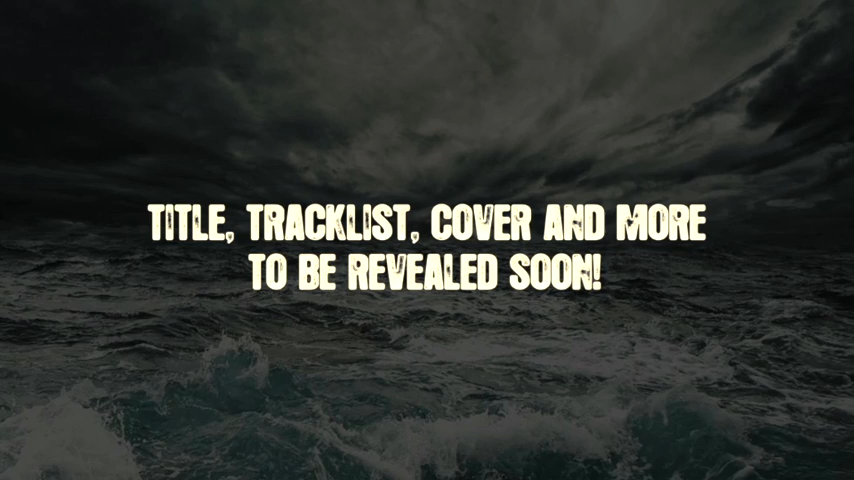 TITLE, TRACKLIST, COVER AND MORE
TO BE REVEALED SOON!